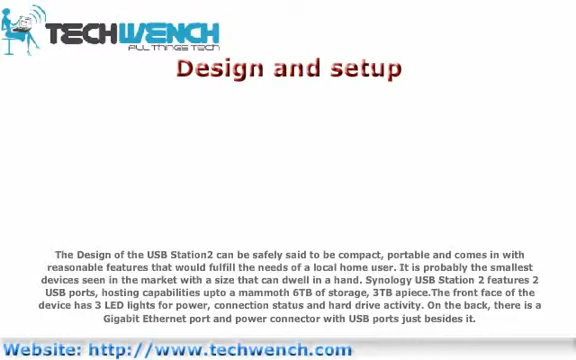 TECHWENCH
ALL THINGS TECH
Design and setup
The Design of the USB Station2 can be safely said to be compact, portable and comes in with
reasonable features that would fulfill the needs of a local home user. It is probably the smallest
devices seen in the market with a size that can dwell in a hand. Synology USB Station 2 features 2
USB ports, hosting capabilities upto a mammoth 6TB of storage, 3TB apiece.The front face of the
device has 3 LED lights for power, connection status and hard drive activity. On the back, there is a
Gigabit Ethernet port and power connector with USB ports just besides it.
Website: http://www.techwench.com